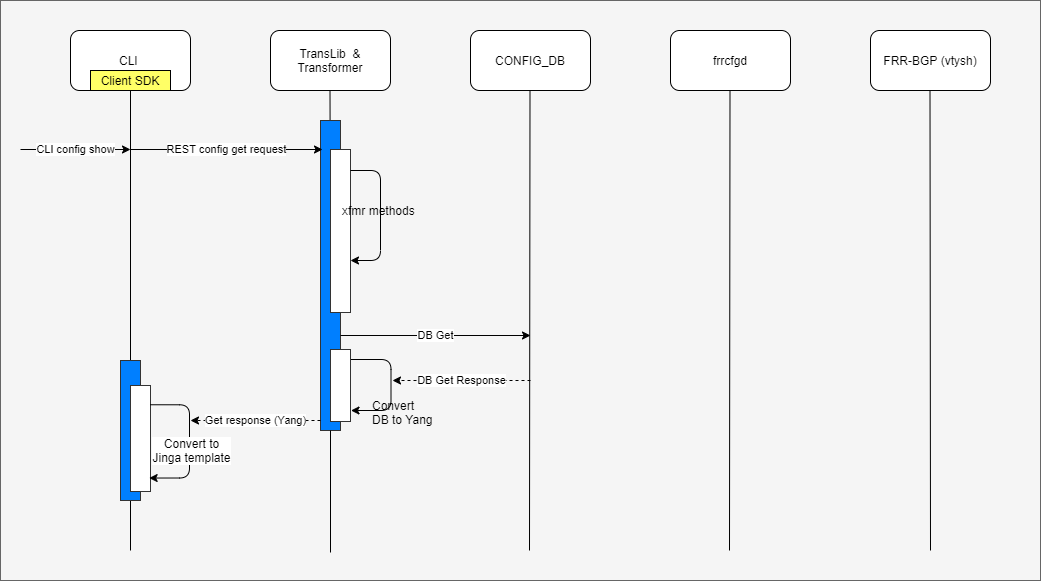 CLI
Client SDK
TransLib &
Transformer
CONFIG_DB
frrcfgd
FRR-BGP (vtysh)
CLI config show
REST config get request
xfmr methods
DB Get
DB Get Response
Convert
DB to Yang
Get response (Yang)
Convert to
Jinga template